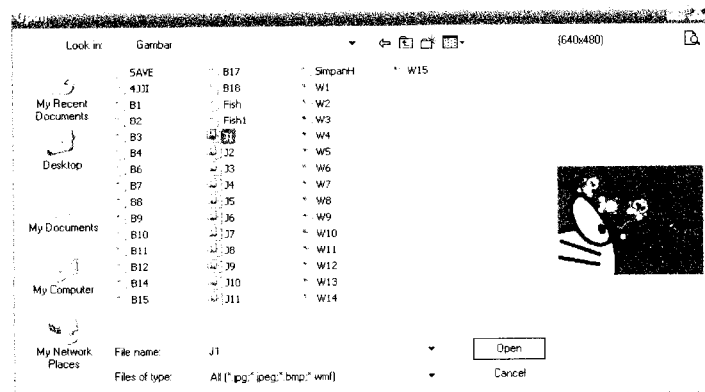 Look in: Gambar (640x480)
SAVE B17 SimpanH W15
4JJI B18 W1
B1 Fish W2
B2 Fish1 W3
B3 J1 W4
B4 J2 W5
B6 J3 W6
B7 J4 W7
B8 J5 W8
B9 J6 W9
B10 J7 W10
B11 J8 W11
B12 J9 W12
B14 J10 W13
B15 J11 W14
My Recent
Documents
Desktop
My Documents
My Computer
My Network
Places
File name: J1 Open
Files of type: All (*.jpg;*.jpeg;*.bmp;*.wmf) Cancel